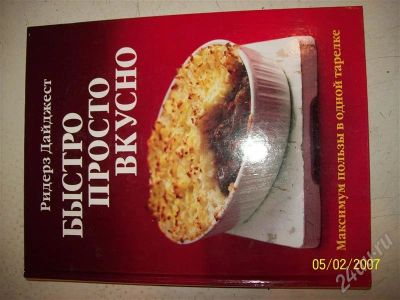 Ридерз Дайджест
БЫСТРО
ПРОСТО
ВКУСНО
Максимум пользы в одной тарелке
05/02/2007